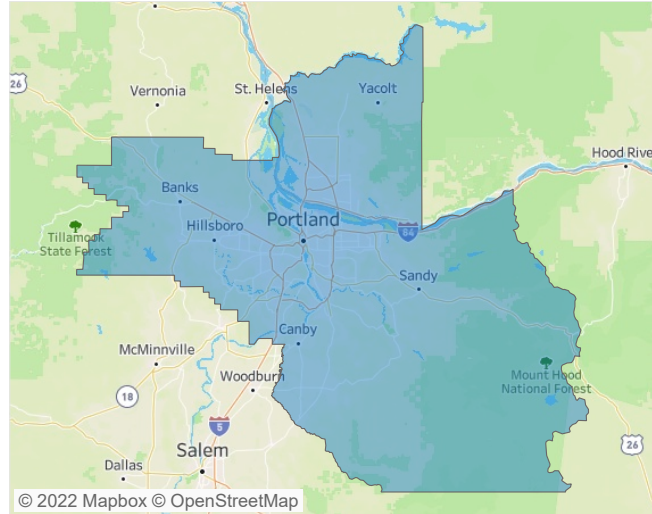 26
Vernonia
St. Helens
Yacolt
Hood Rive
Banks
Hillsboro
Portland
84
Tillamook
State Forest
Sandy
Canby
McMinnville
Mount Hood
National Forest
Woodburn
18
5
26
Salem
Dallas
© 2022 Mapbox © OpenStreetMap